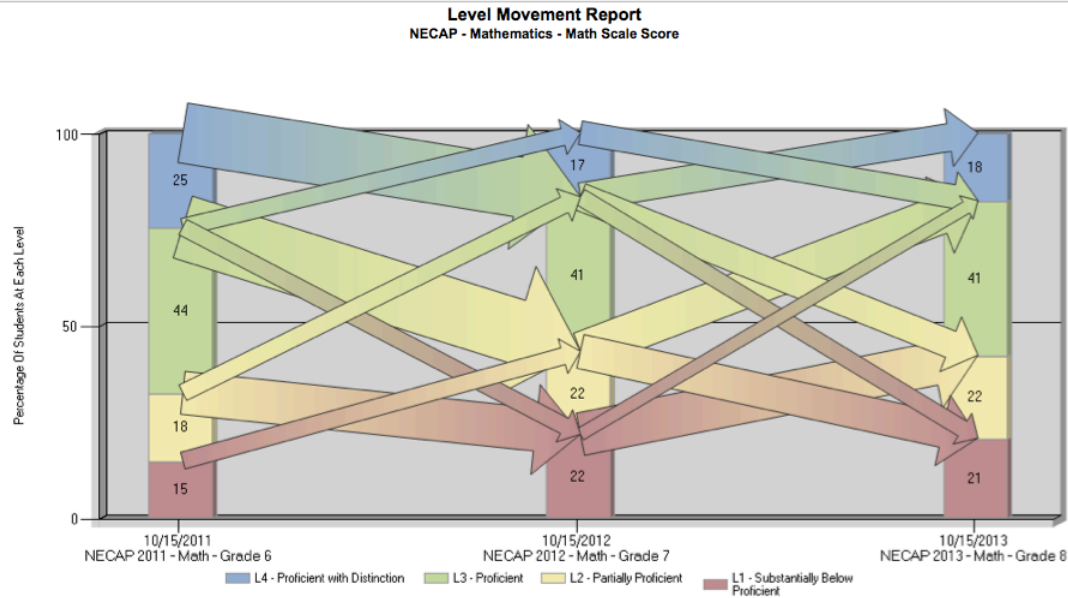 Level Movement Report
NECAP - Mathematics - Math Scale Score
Percentage Of Students At Each Level
100
50
0
25
44
18
15
17
41
22
22
18
41
22
21
10/15/2011
NECAP 2011 - Math - Grade 6
10/15/2012
NECAP 2012 - Math - Grade 7
10/15/2013
NECAP 2013 - Math - Grade 8
L4 - Proficient with Distinction
L3 - Proficient
L2 - Partially Proficient
L1 - Substantially Below
Proficient